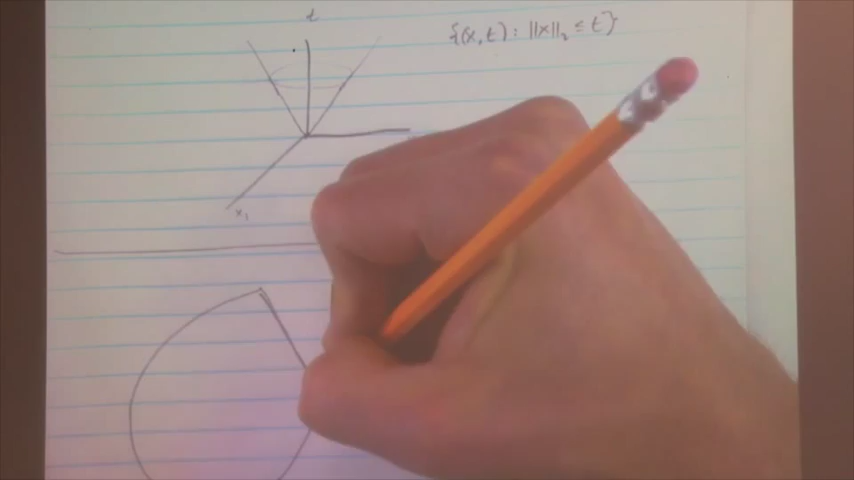 t
{(x,t): ||x||₂ ≤ t}
x₁